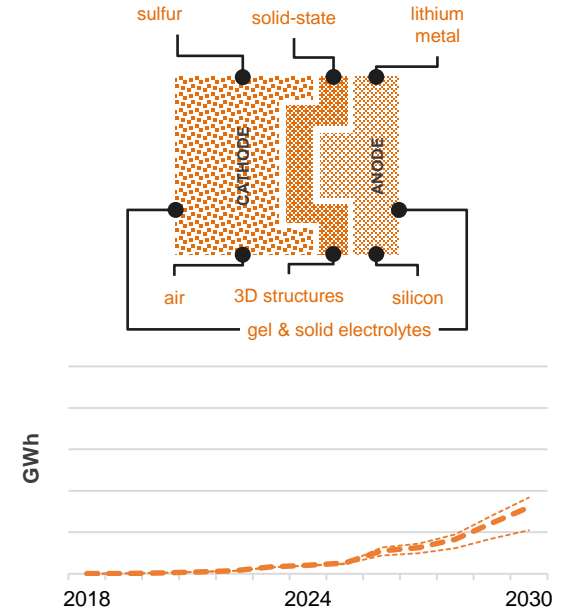 sulfur
solid-state
lithium
metal
CATHODE
ANODE
air
3D structures
silicon
gel & solid electrolytes
GWh
2018
2024
2030